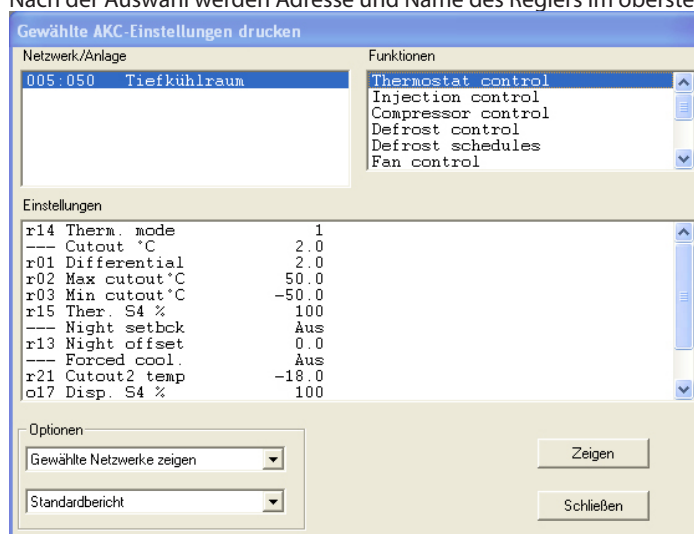 Nach der Auswahl werden Adresse und Name des Reglers im oberste
Gewählte AKC-Einstellungen drucken
Netzwerk/Anlage
005:050 Tiefkühlraum
Funktionen
Thermostat control
Injection control
Compressor control
Defrost control
Defrost schedules
Fan control
Einstellungen
r14 Therm. mode 1
--- Cutout °C 2.0
r01 Differential 2.0
r02 Max cutout°C 50.0
r03 Min cutout°C -50.0
r15 Ther. S4 % 100
--- Night setbck Aus
r13 Night offset 0.0
--- Forced cool. Aus
r21 Cutout2 temp -18.0
o17 Disp. S4 % 100
Optionen
Gewählte Netzwerke zeigen
Standardbericht
Zeigen
Schließen